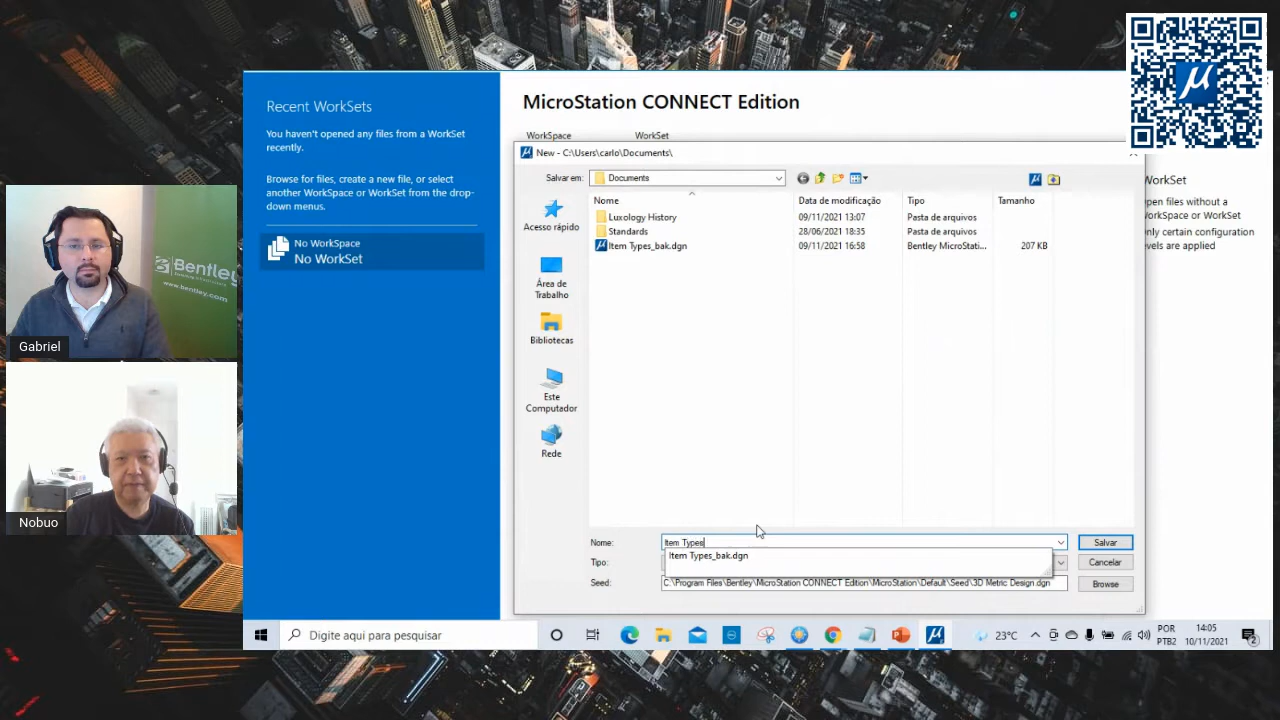 Recent WorkSets
You haven't opened any files from a WorkSet
recently.
Browse for files, create a new file, or select
another WorkSpace or WorkSet from the drop-
down menus.
No WorkSpace
No WorkSet
MicroStation CONNECT Edition
WorkSpace
WorkSet
New - C:\Users\carlo\Documents\
Salvar em:
Documents
Acesso rápido
Área de
Trabalho
Bibliotecas
Este
Computador
Rede
Nome
Data de modificação
Tipo
Tamanho
Luxology History
09/11/2021 13:07
Pasta de arquivos
Standards
28/06/2021 18:35
Pasta de arquivos
Item Types_bak.dgn
09/11/2021 16:58
Bentley MicroStati...
207 KB
Nome:
Item Types
Salvar
Item Types_bak.dgn
Tipo:
Cancelar
Seed:
C:\Program Files\Bentley\MicroStation CONNECT Edition\MicroStation\Default\Seed\3D Metric Design.dgn
Browse
WorkSet
pen files without a
WorkSpace or WorkSet
nly certain configuration
evels are applied
Bentley
www.bentley.com
Gabriel
Nobuo
Digite aqui para pesquisar
23°C
POR
PTB2
14:05
10/11/2021
2